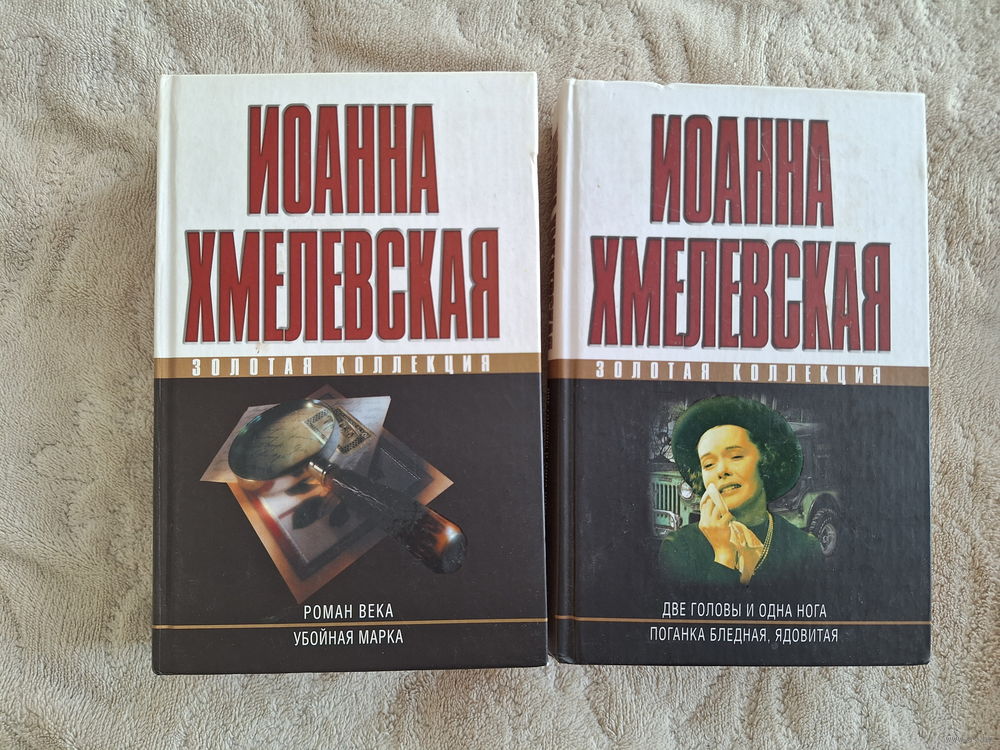 ИОАННА
ХМЕЛЕВСКАЯ
ЗОЛОТАЯ КОЛЛЕКЦИЯ
РОМАН ВЕКА
УБОЙНАЯ МАРКА
ИОАННА
ХМЕЛЕВСКАЯ
ЗОЛОТАЯ КОЛЛЕКЦИЯ
ДВЕ ГОЛОВЫ И ОДНА НОГА
ПОГАНКА БЛЕДНАЯ, ЯДОВИТАЯ